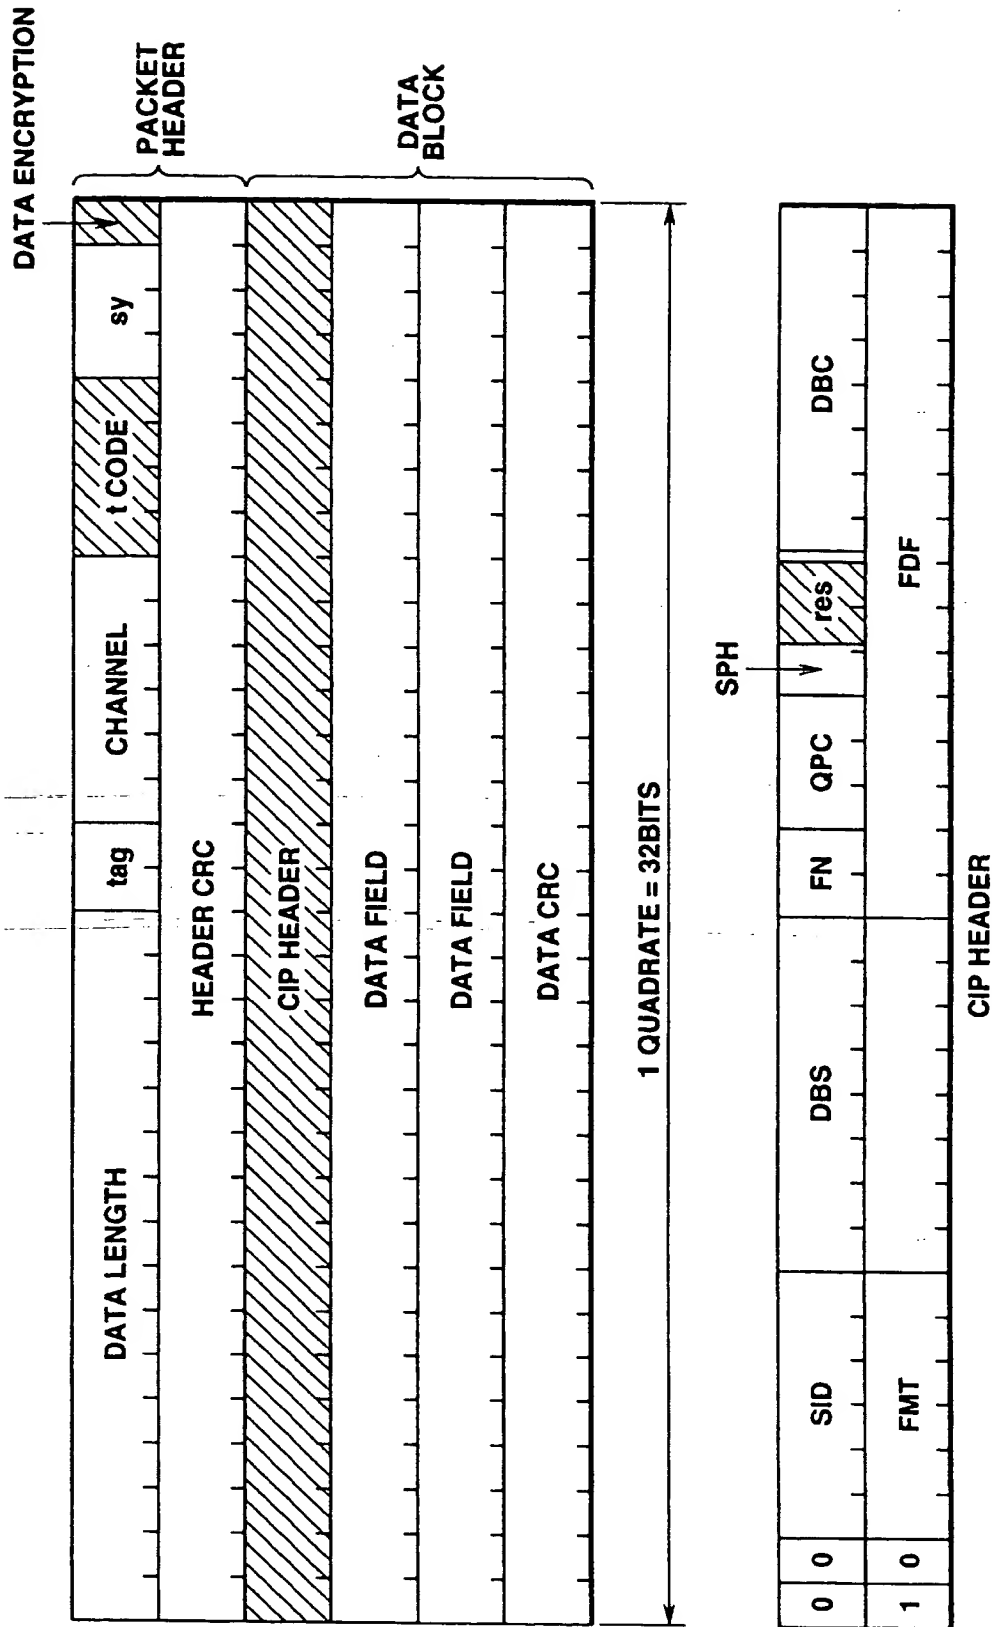 DATA ENCRYPTION
PACKET
HEADER
DATA LENGTH
tag
CHANNEL
t CODE
sy
HEADER CRC
DATA
BLOCK
CIP HEADER
DATA FIELD
DATA FIELD
DATA CRC
1 QUADRATE = 32BITS
SPH
0
0
SID
DBS
FN
QPC
res
DBC
1
0
FMT
FDF
CIP HEADER